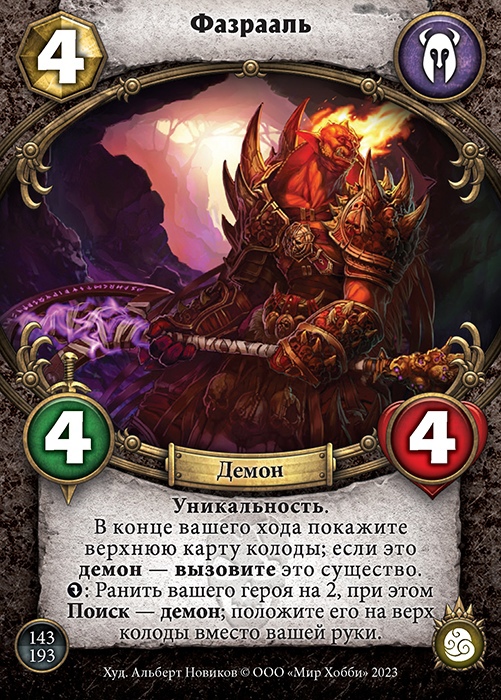 Фазрааль
4
4
4
Демон
Уникальность.
В конце вашего хода покажите
верхнюю карту колоды; если это
демон — вызовите это существо.
: Ранить вашего героя на 2, при этом
Поиск — демон; положите его на верх
колоды вместо вашей руки.
143
193
Худ. Альберт Новиков © ООО «Мир Хобби» 2023